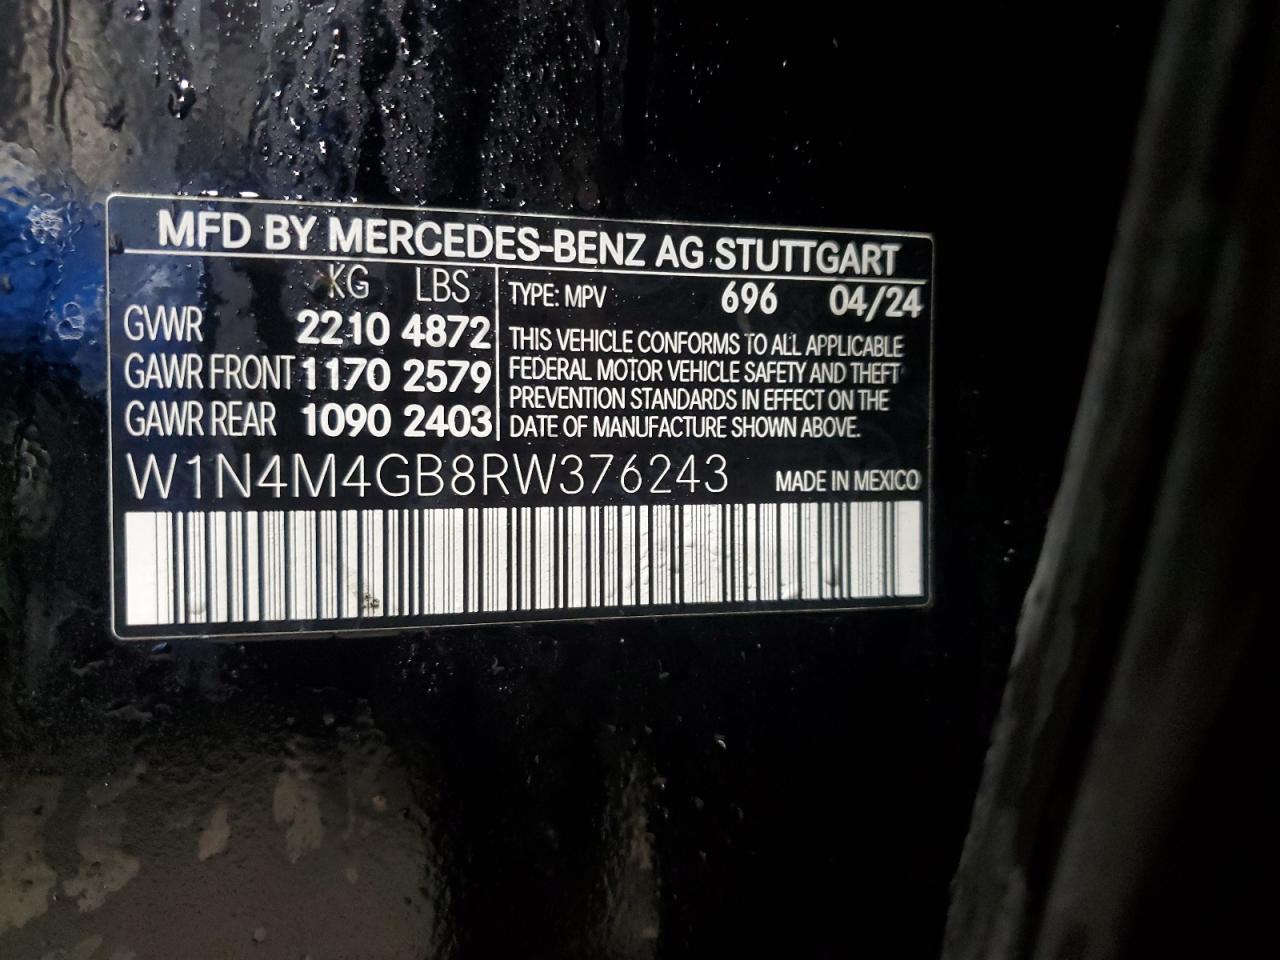 MFD BY MERCEDES-BENZ AG STUTTGART
KG LBS
GVWR 2210 4872
GAWR FRONT 1170 2579
GAWR REAR 1090 2403
TYPE: MPV 696 04/24
THIS VEHICLE CONFORMS TO ALL APPLICABLE
FEDERAL MOTOR VEHICLE SAFETY AND THEFT
PREVENTION STANDARDS IN EFFECT ON THE
DATE OF MANUFACTURE SHOWN ABOVE.
W1N4M4GB8RW376243 MADE IN MEXICO